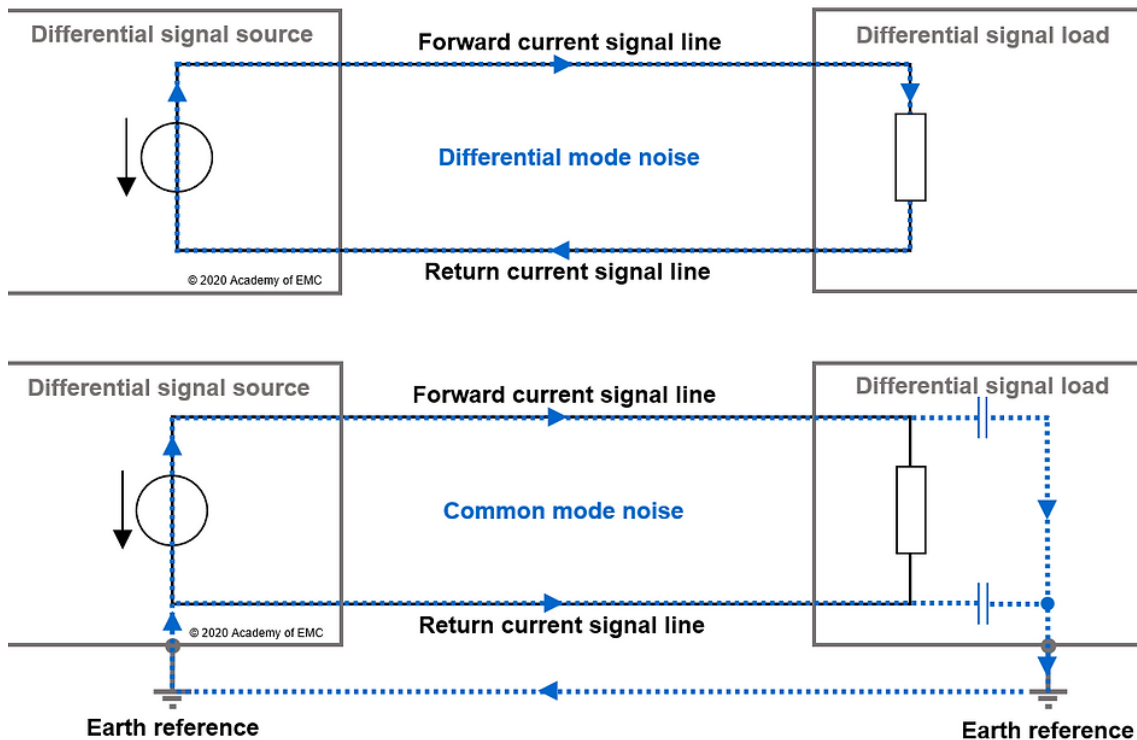 Differential signal source
Forward current signal line
Differential signal load
Differential mode noise
Return current signal line
© 2020 Academy of EMC
Differential signal source
Forward current signal line
Differential signal load
Common mode noise
Return current signal line
© 2020 Academy of EMC
Earth reference
Earth reference